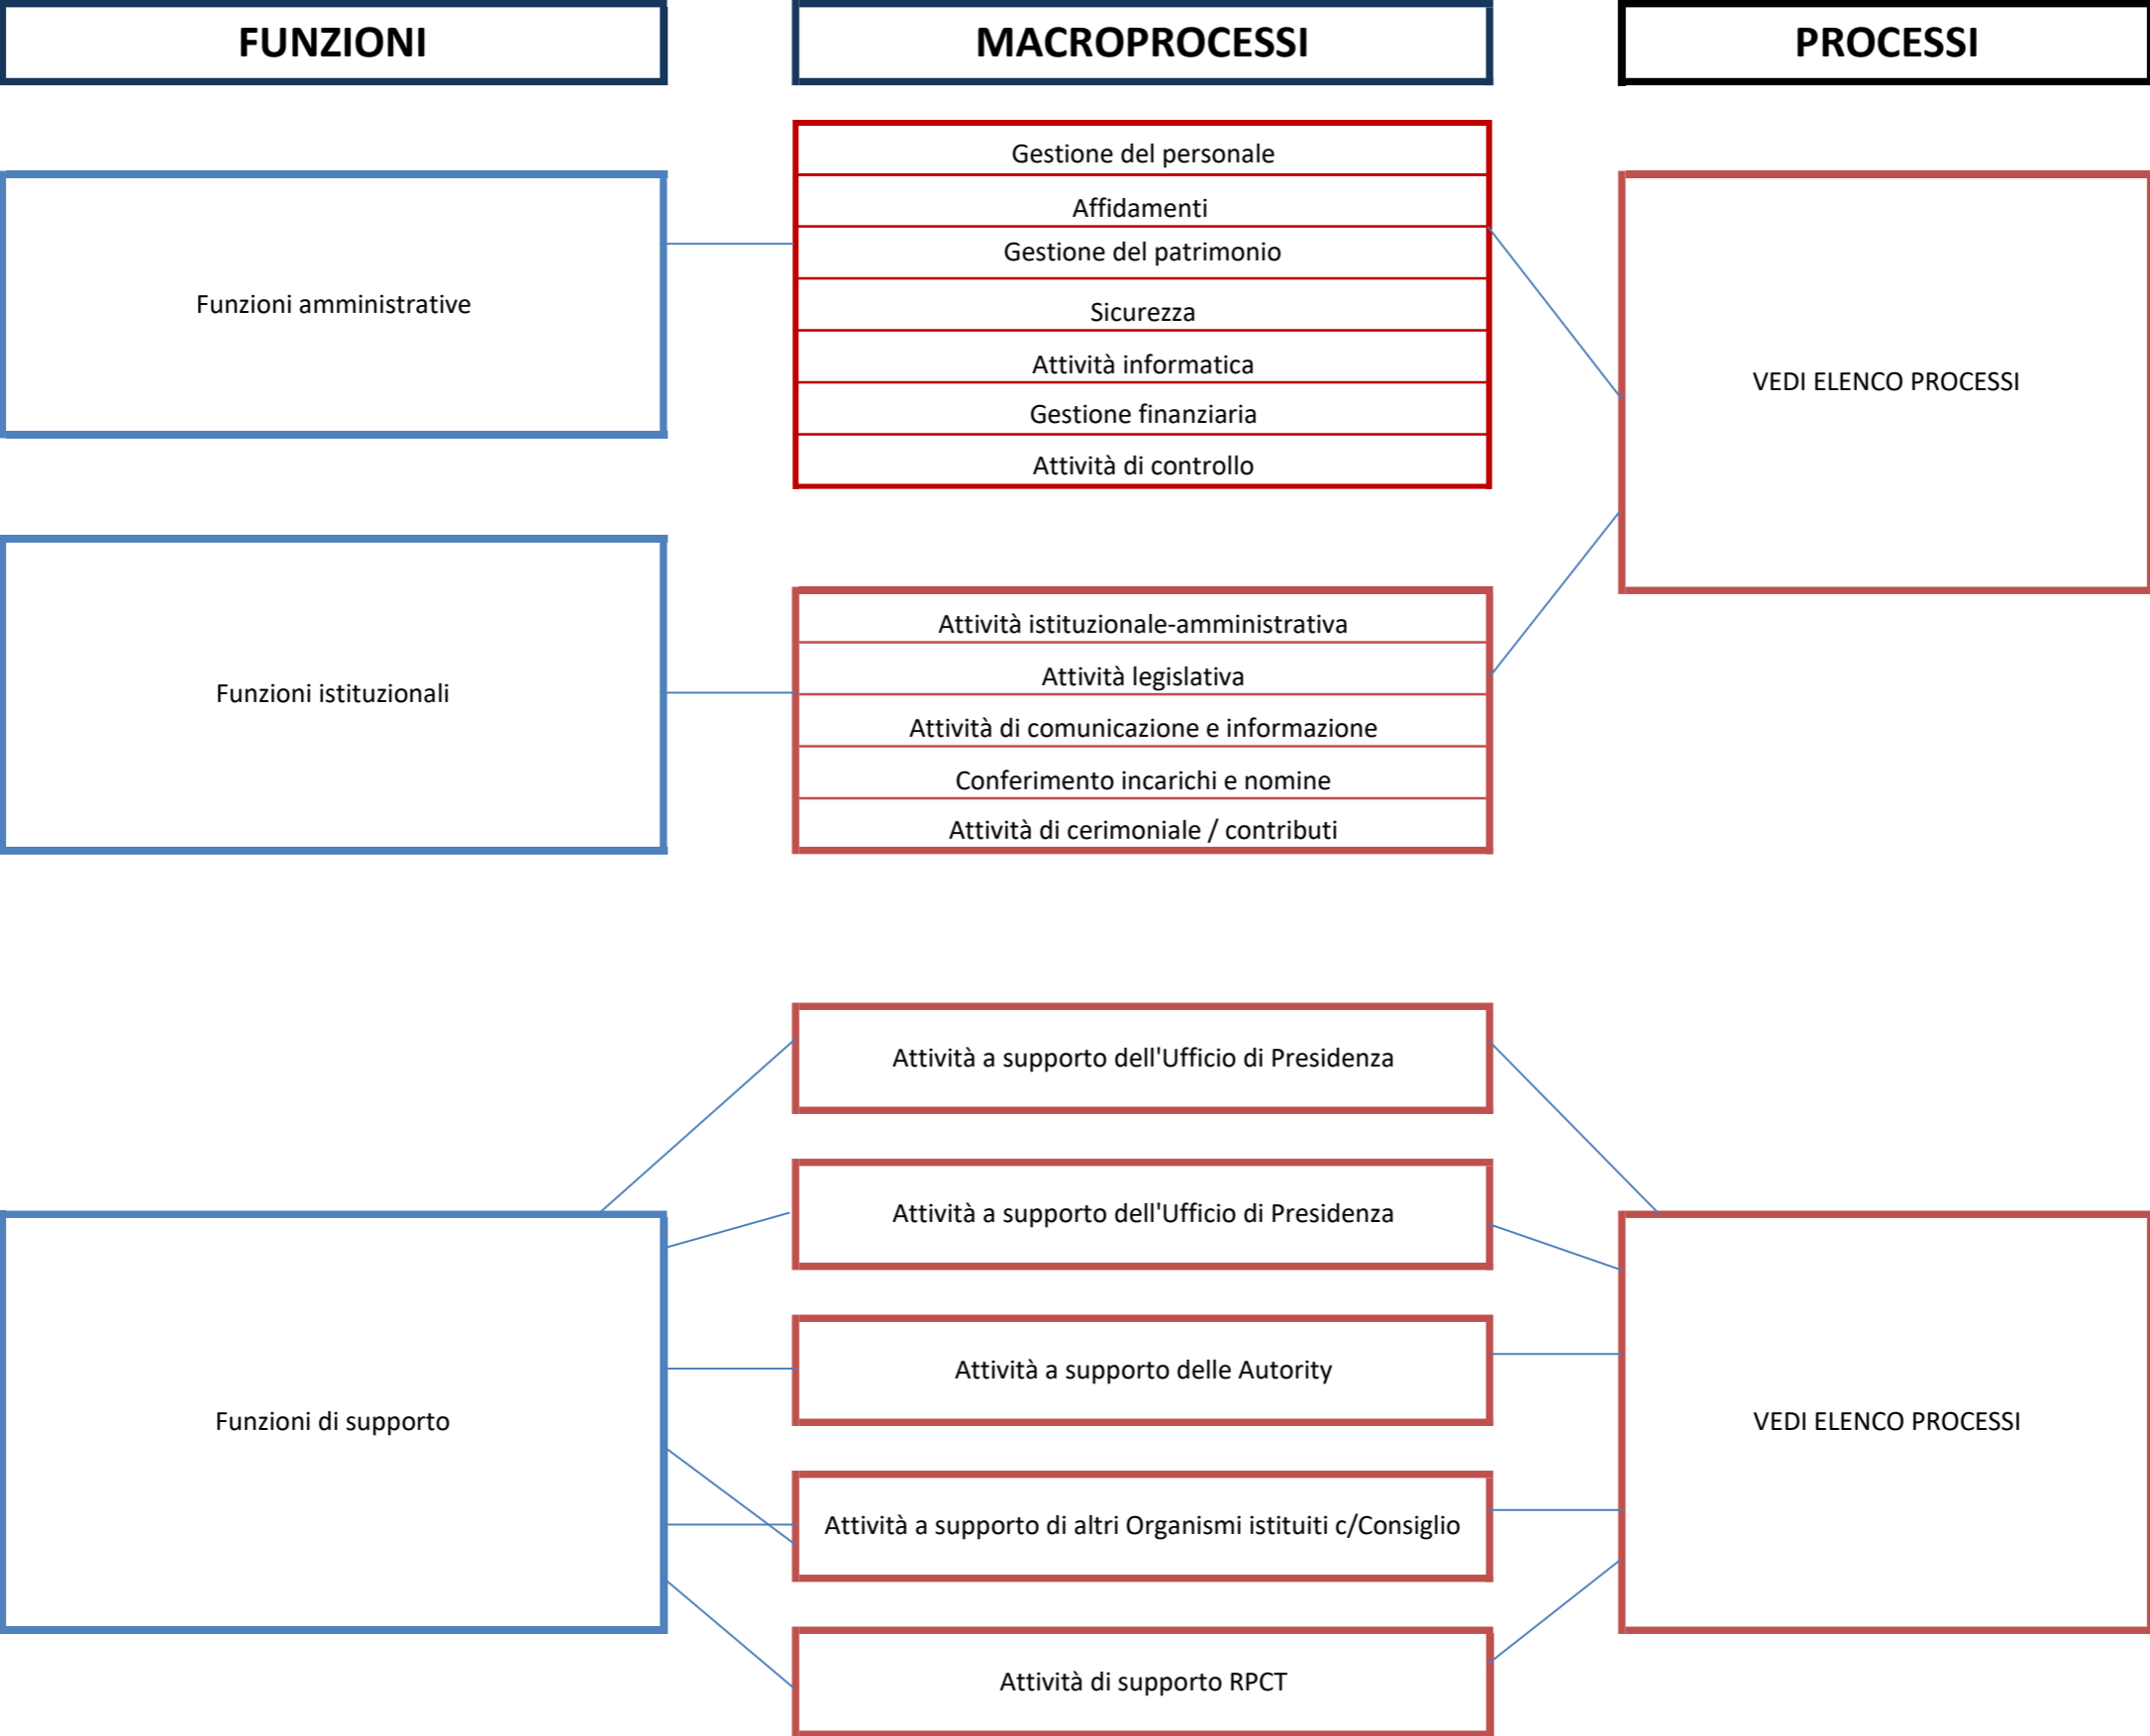 FUNZIONI
MACROPROCESSI
PROCESSI
Funzioni amministrative
Gestione del personale
Affidamenti
Gestione del patrimonio
Sicurezza
Attività informatica
Gestione finanziaria
Attività di controllo
VEDI ELENCO PROCESSI
Funzioni istituzionali
Attività istituzionale-amministrativa
Attività legislativa
Attività di comunicazione e informazione
Conferimento incarichi e nomine
Attività di cerimoniale / contributi
Funzioni di supporto
Attività a supporto dell'Ufficio di Presidenza
Attività a supporto dell'Ufficio di Presidenza
Attività a supporto delle Autority
Attività a supporto di altri Organismi istituiti c/Consiglio
Attività di supporto RPCT
VEDI ELENCO PROCESSI